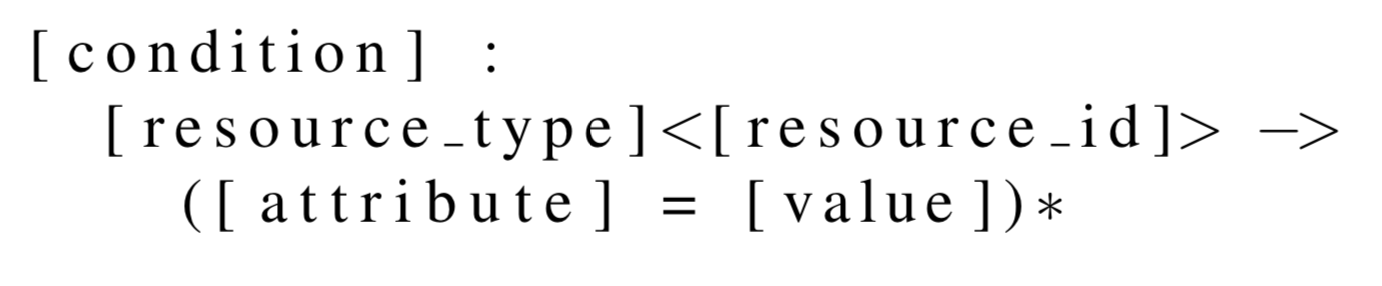 [condition] :
[resource_type]<[resource_id]> ->
([attribute] = [value])*